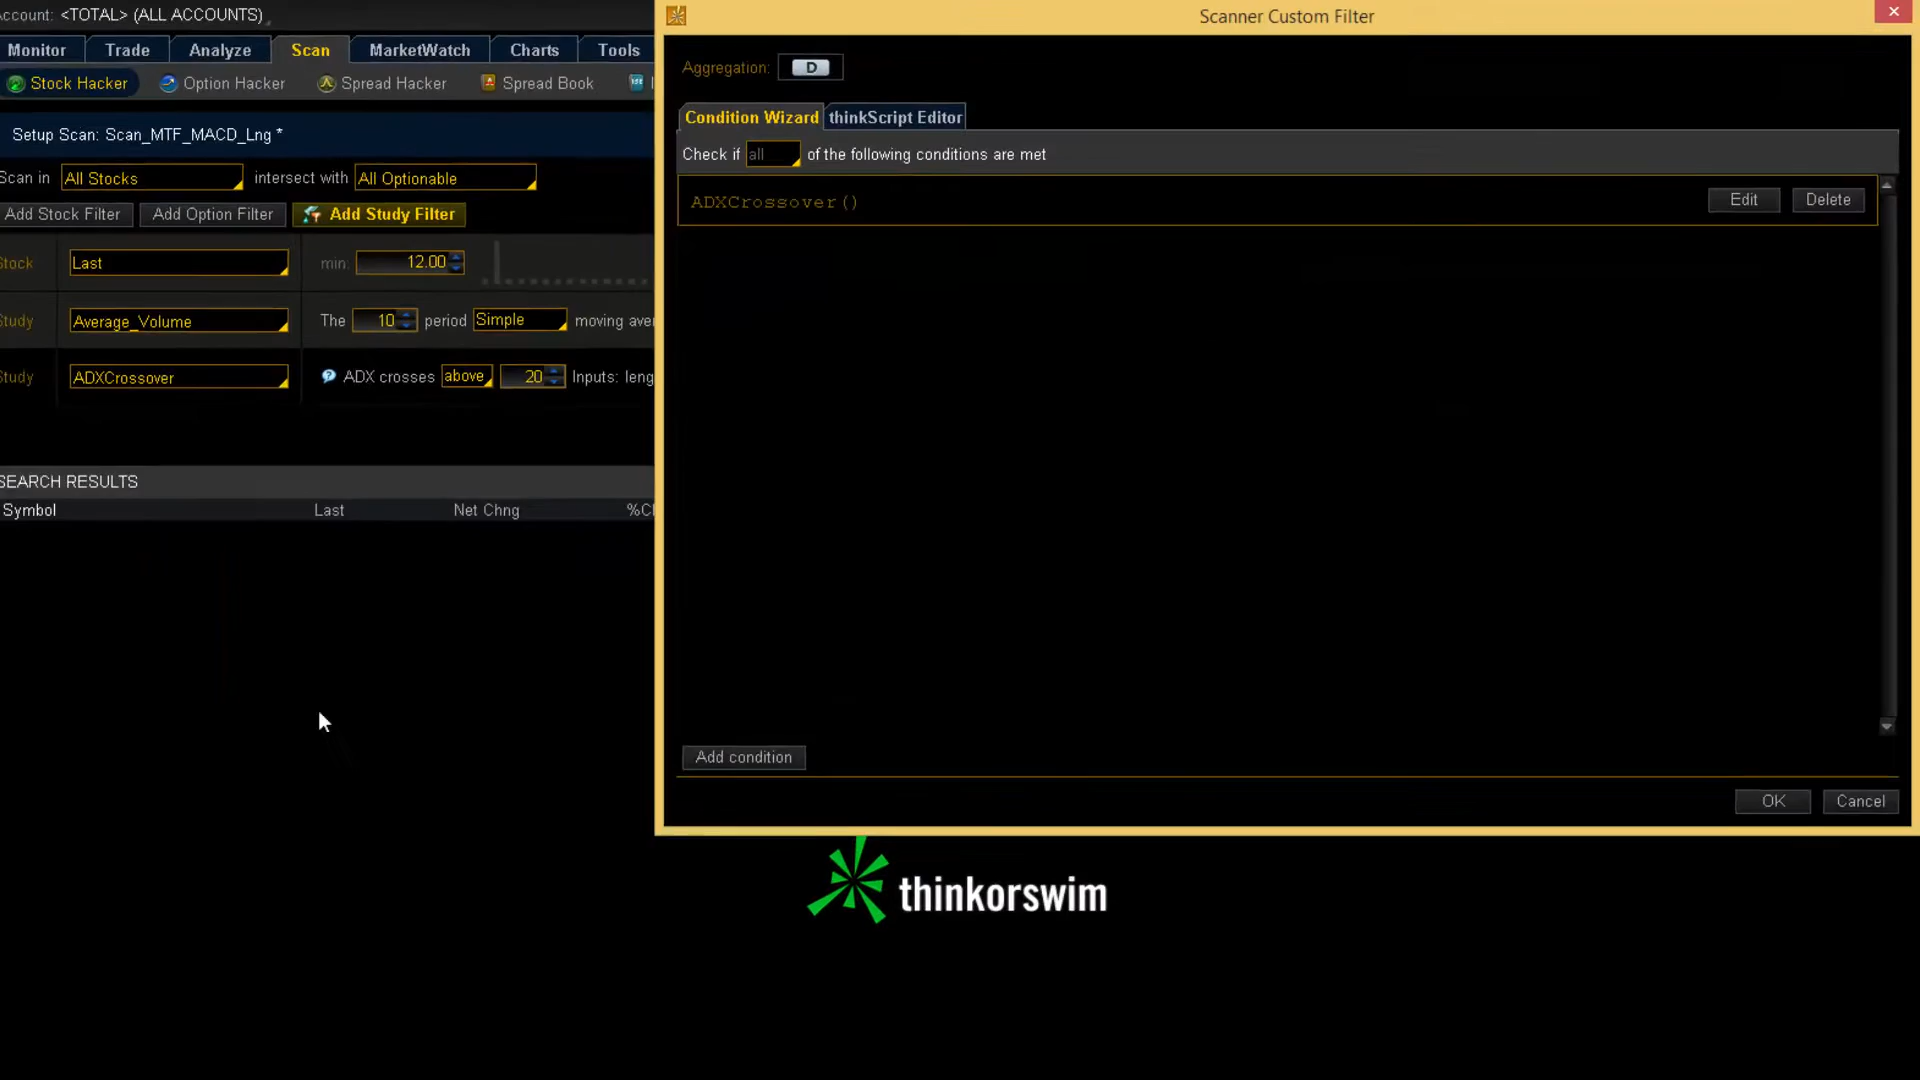 ccount: <TOTAL> (ALL ACCOUNTS)
Monitor Trade Analyze Scan MarketWatch Charts Tools
Stock Hacker Option Hacker Spread Hacker Spread Book
Setup Scan: Scan_MTF_MACD_Lng *
Scan in All Stocks intersect with All Optionable
Add Stock Filter Add Option Filter Add Study Filter
Stock Last min: 12.00
Study Average_Volume The 10 period Simple moving aver
Study ADXCrossover ADX crosses above 20 Inputs: leng
SEARCH RESULTS
Symbol Last Net Chng %C
Scanner Custom Filter
Aggregation: D
Condition Wizard thinkScript Editor
Check if all of the following conditions are met
ADXCrossover() Edit Delete
Add condition
OK Cancel
thinkorswim